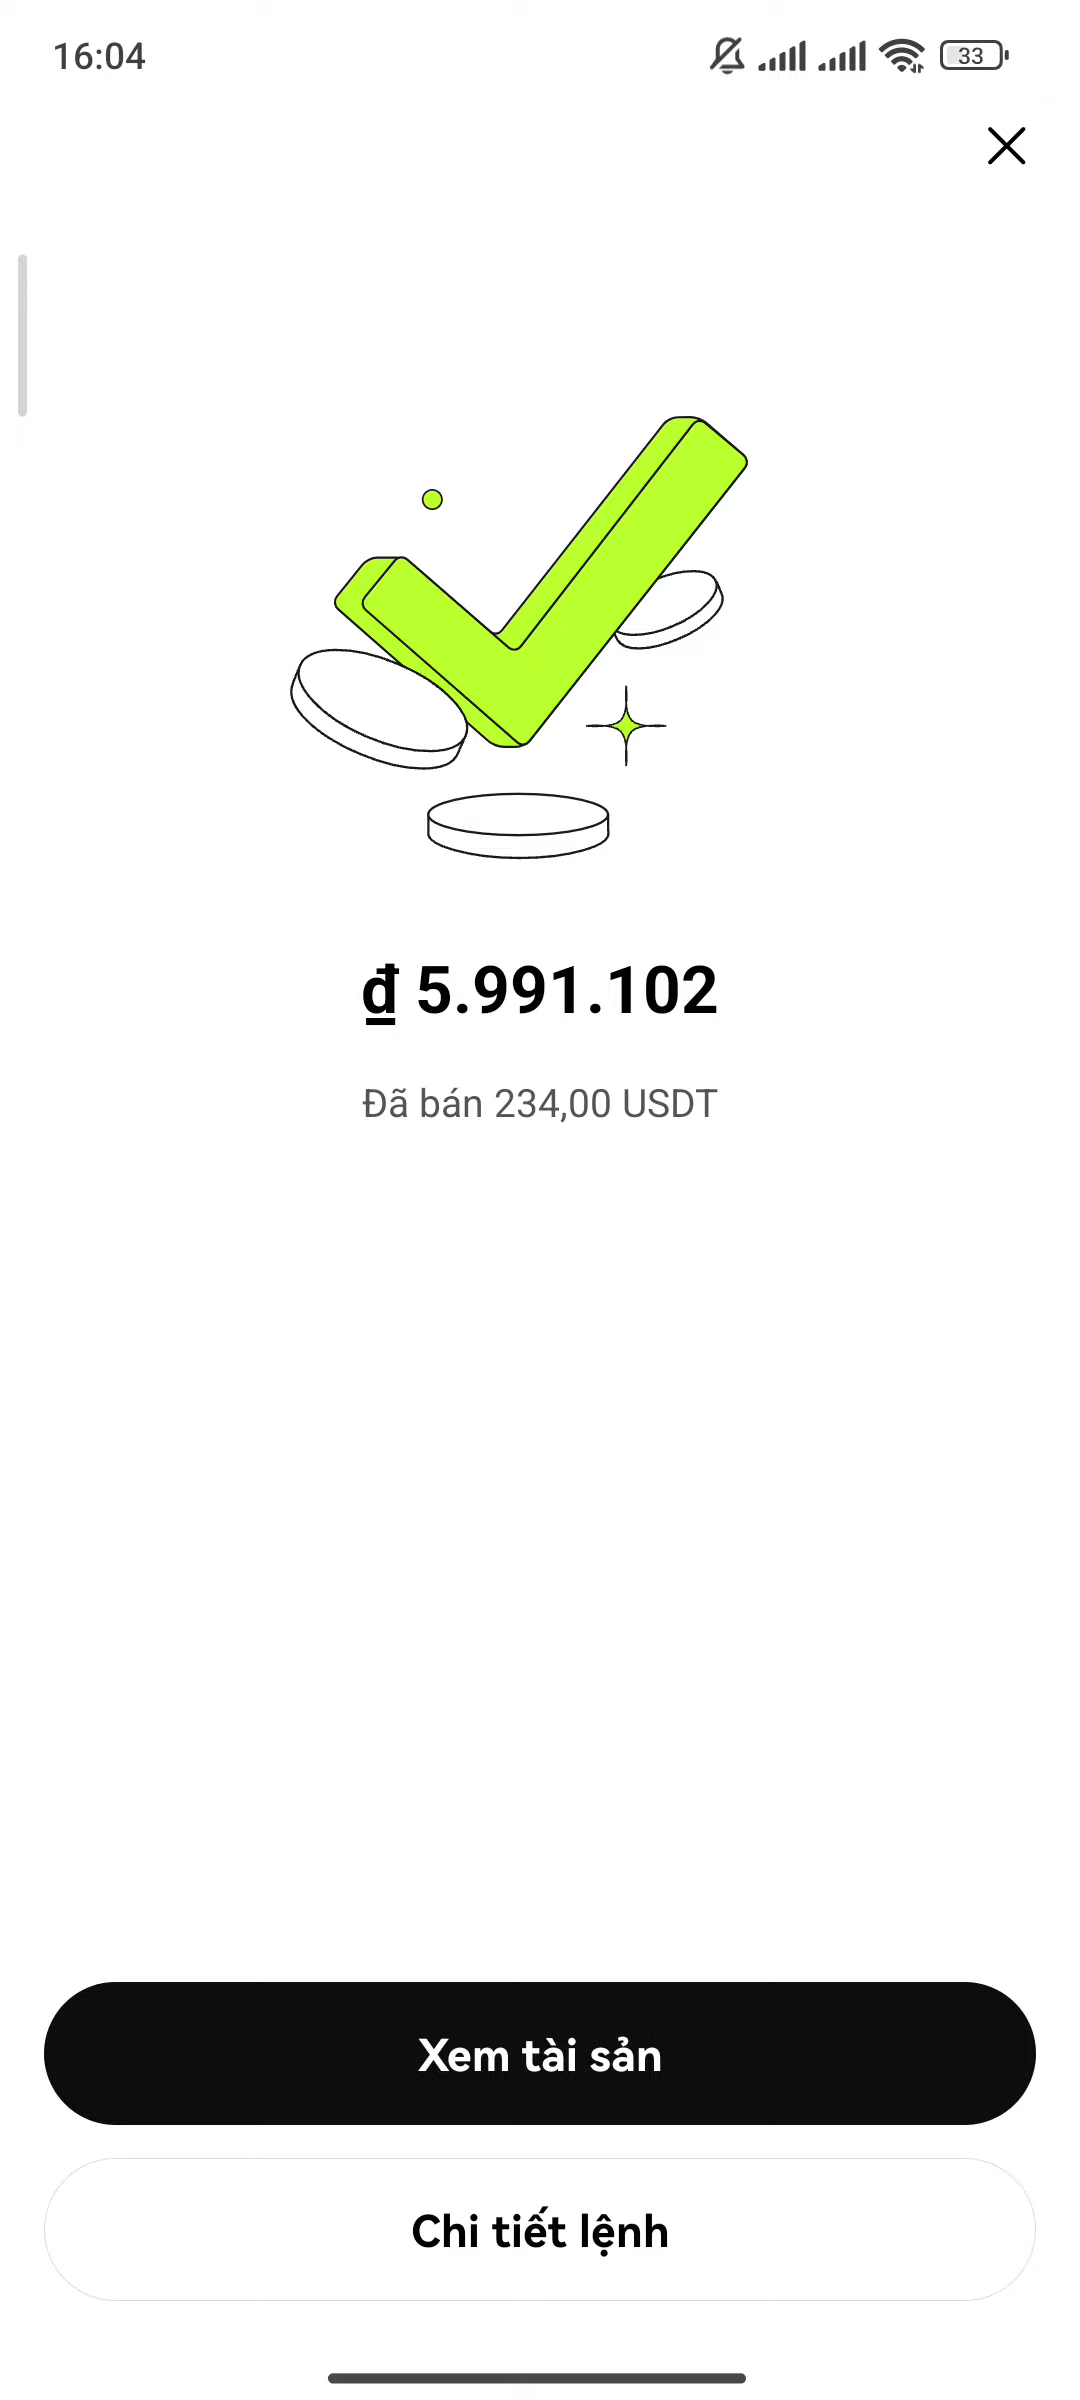 16:04
33
₫ 5.991.102
Đã bán 234,00 USDT
Xem tài sản
Chi tiết lệnh